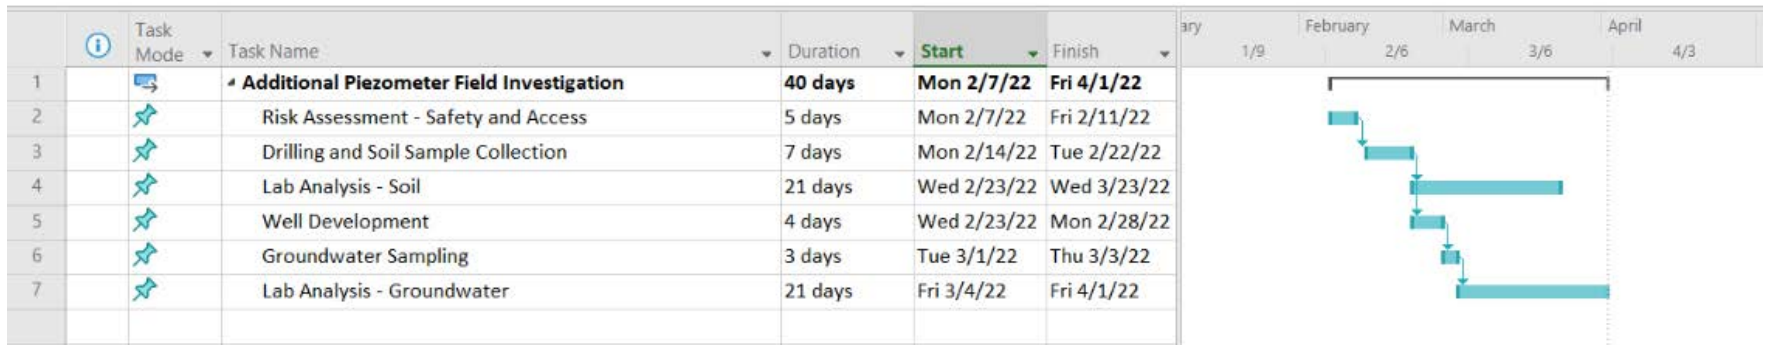 Task Mode Task Name Duration Start Finish
1 Additional Piezometer Field Investigation 40 days Mon 2/7/22 Fri 4/1/22
2 Risk Assessment - Safety and Access 5 days Mon 2/7/22 Fri 2/11/22
3 Drilling and Soil Sample Collection 7 days Mon 2/14/22 Tue 2/22/22
4 Lab Analysis - Soil 21 days Wed 2/23/22 Wed 3/23/22
5 Well Development 4 days Wed 2/23/22 Mon 2/28/22
6 Groundwater Sampling 3 days Tue 3/1/22 Thu 3/3/22
7 Lab Analysis - Groundwater 21 days Fri 3/4/22 Fri 4/1/22
ary February March April
1/9 2/6 3/6 4/3